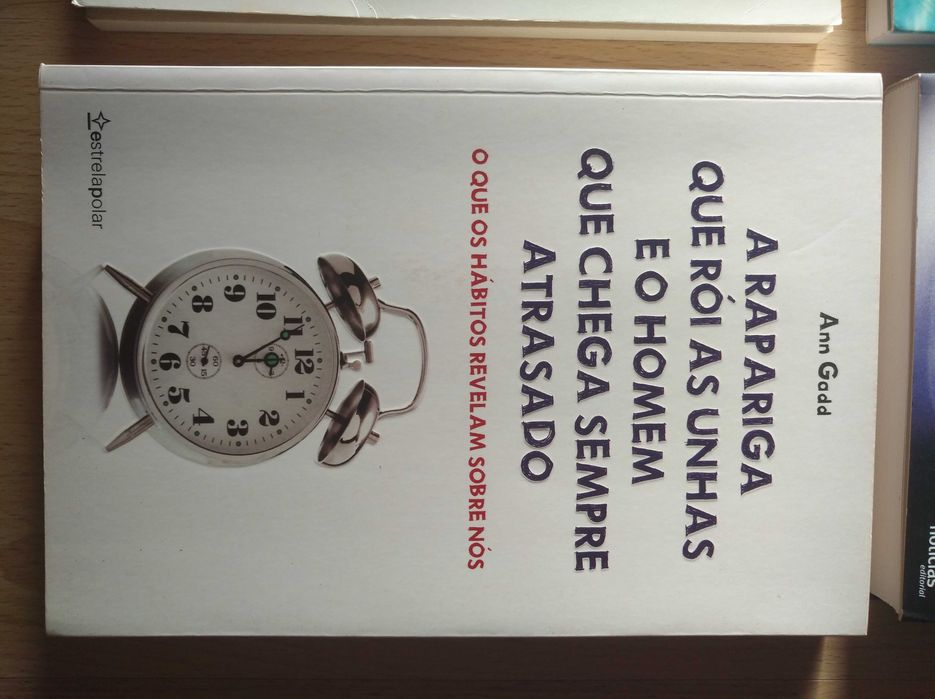 Ann Gadd
A RAPARIGA
QUE RÓI AS UNHAS
E O HOMEM
QUE CHEGA SEMPRE
ATRASADO
O QUE OS HÁBITOS REVELAM SOBRE NÓS
12
1
2
3
4
5
6
7
8
9
10
11
60
15
30
estrelapolar
notícias
editorial